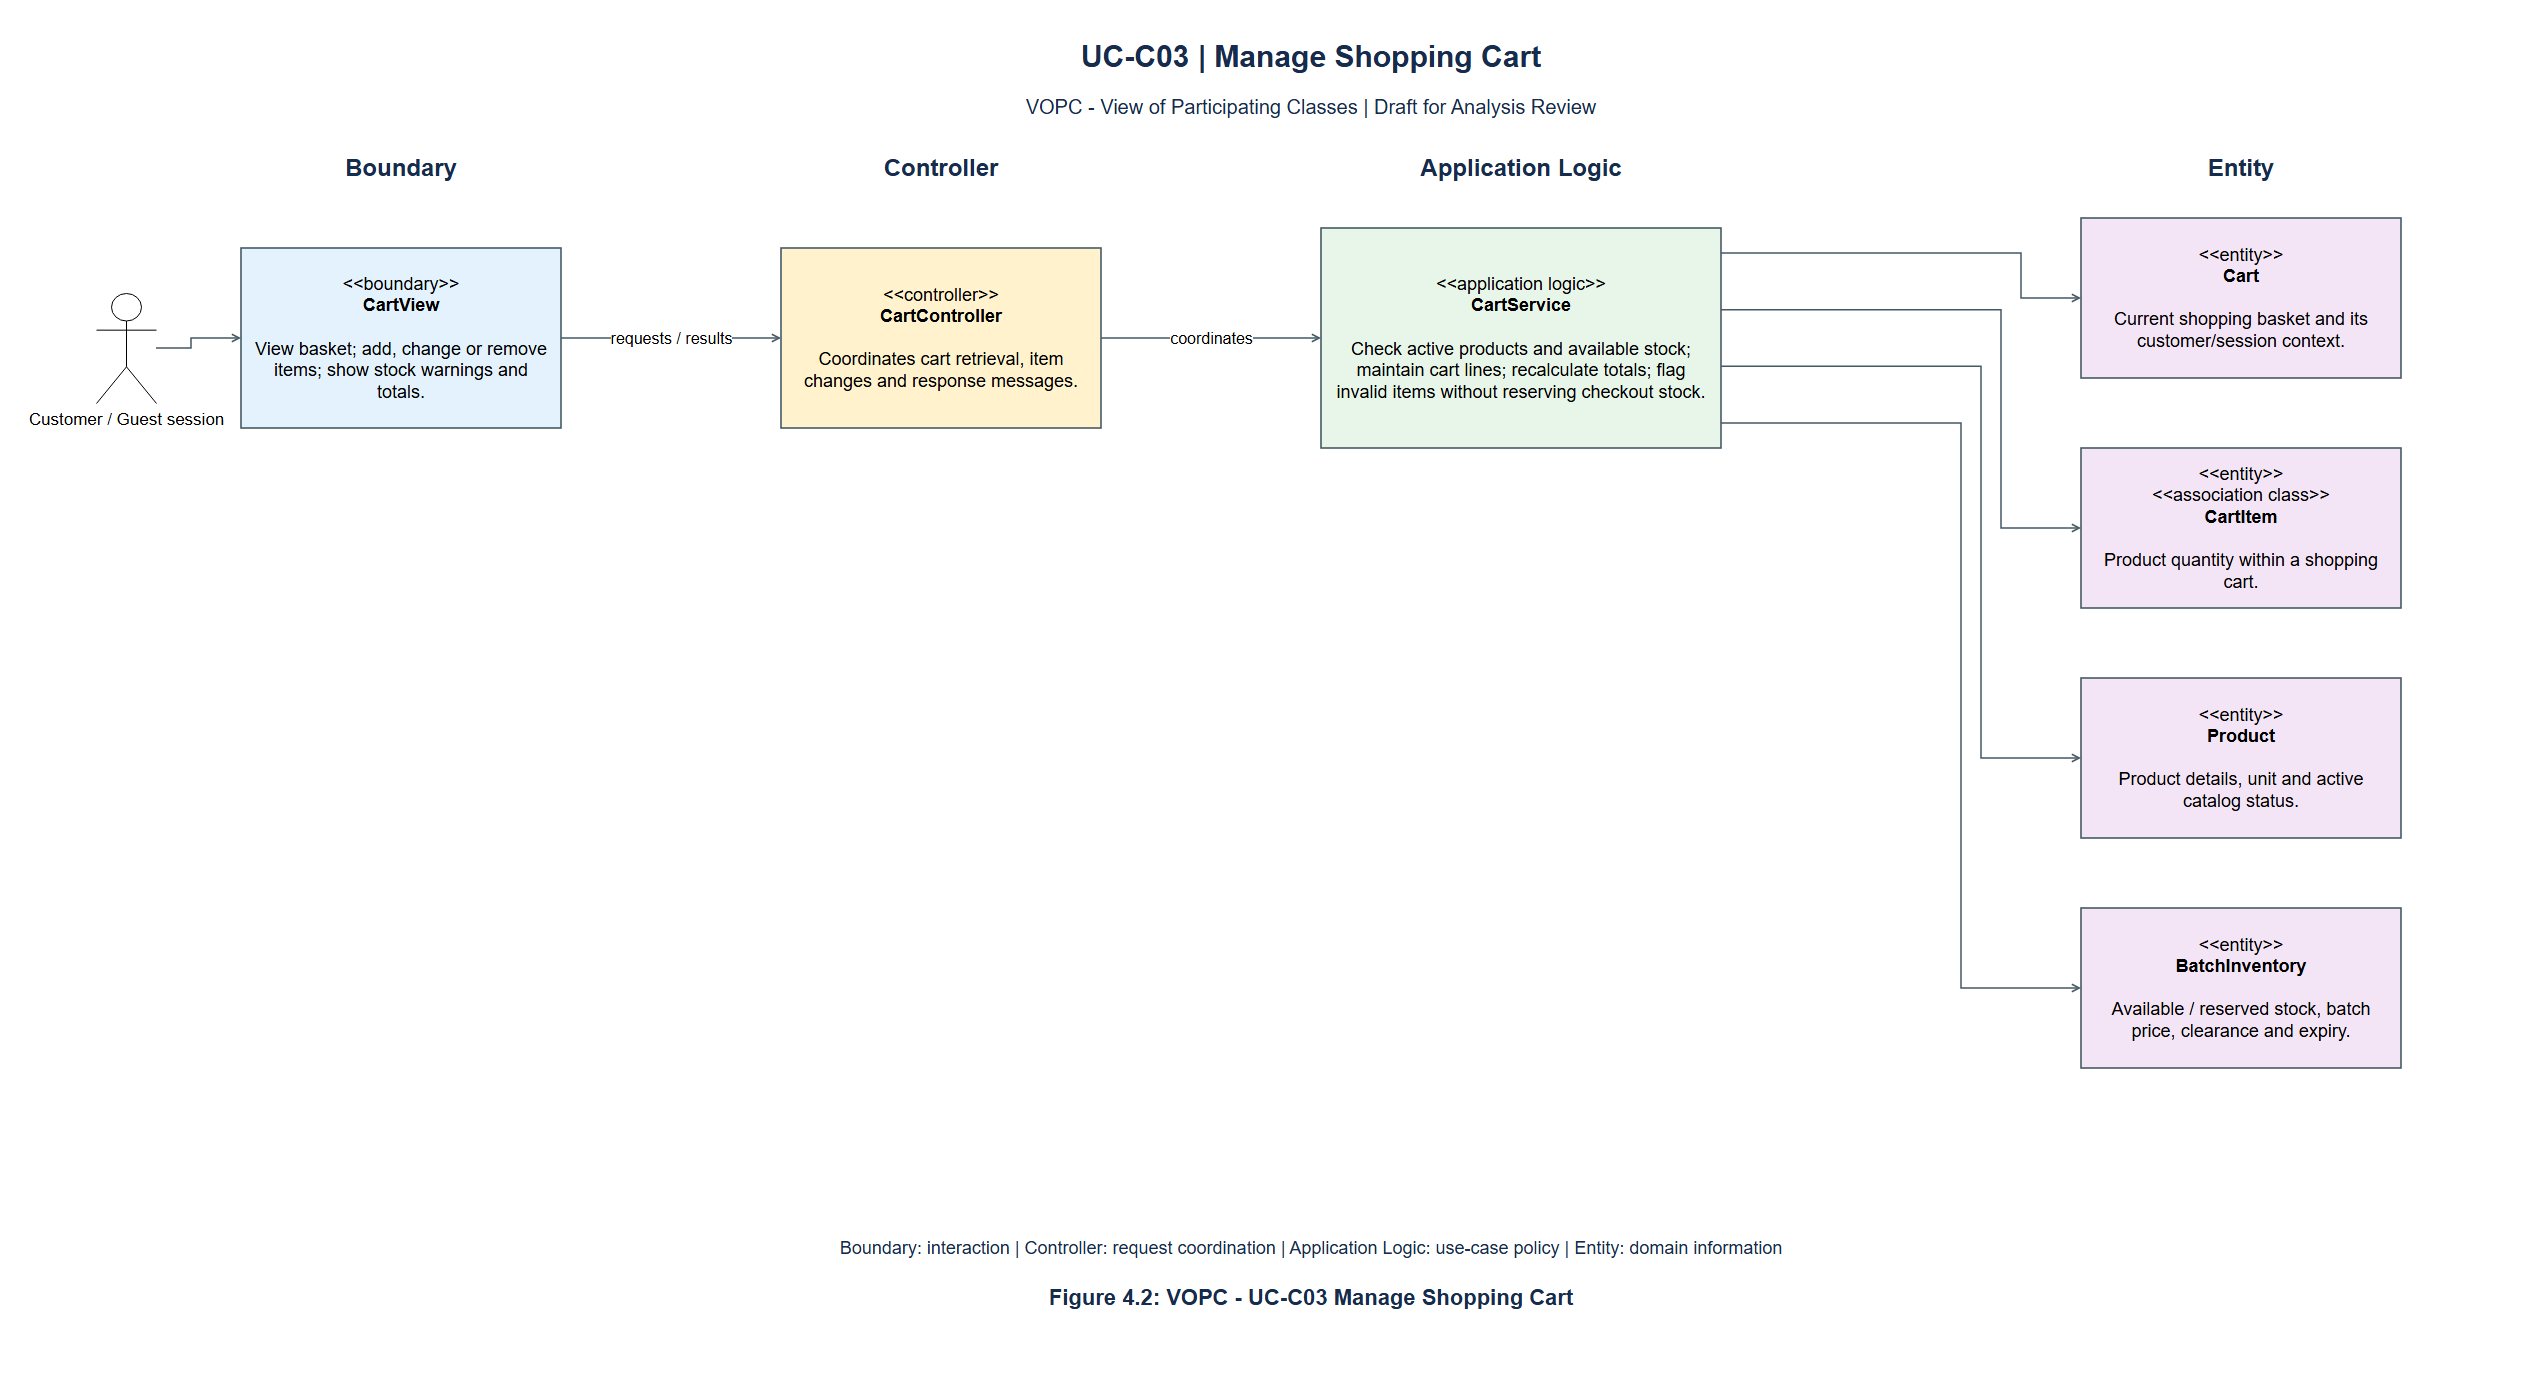 UC-C03 | Manage Shopping Cart
VOPC - View of Participating Classes | Draft for Analysis Review
Boundary
Controller
Application Logic
Entity
Customer / Guest session
<<boundary>>
CartView
View basket; add, change or remove
items; show stock warnings and
totals.
requests / results
<<controller>>
CartController
Coordinates cart retrieval, item
changes and response messages.
coordinates
<<application logic>>
CartService
Check active products and available stock;
maintain cart lines; recalculate totals; flag
invalid items without reserving checkout stock.
<<entity>>
Cart
Current shopping basket and its
customer/session context.
<<entity>>
<<association class>>
CartItem
Product quantity within a shopping
cart.
<<entity>>
Product
Product details, unit and active
catalog status.
<<entity>>
BatchInventory
Available / reserved stock, batch
price, clearance and expiry.
Boundary: interaction | Controller: request coordination | Application Logic: use-case policy | Entity: domain information
Figure 4.2: VOPC - UC-C03 Manage Shopping Cart